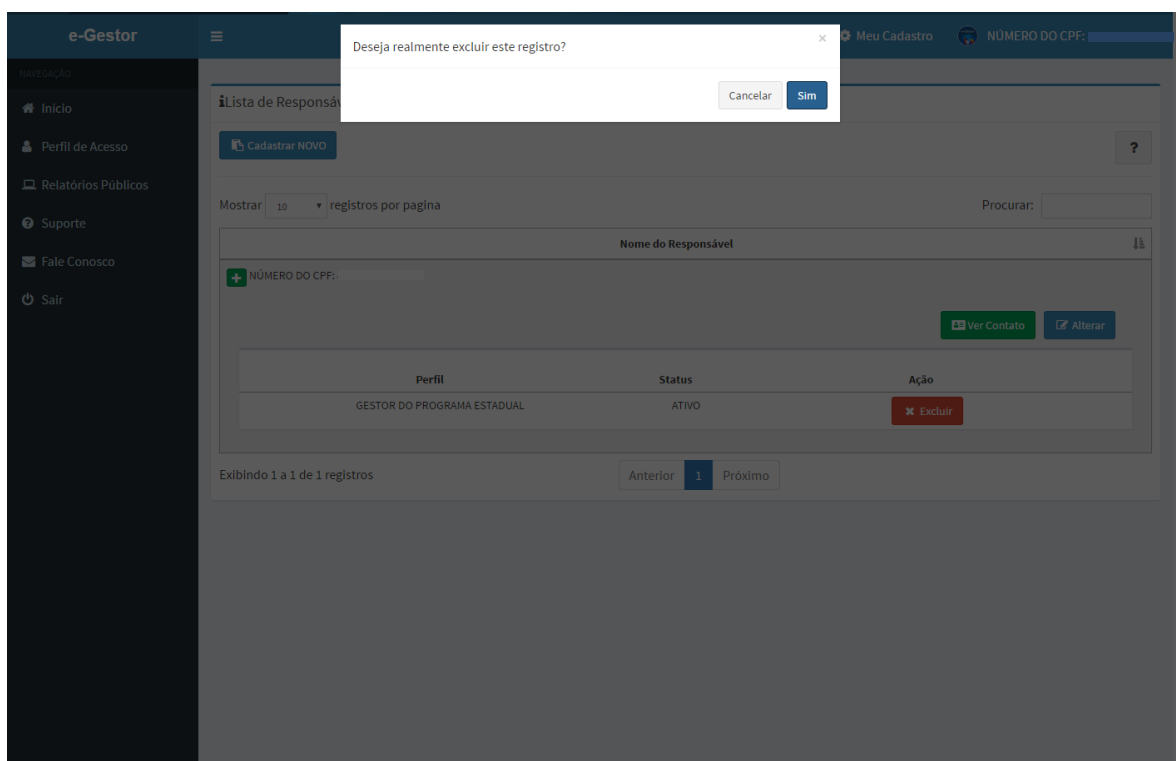 e-Gestor
Deseja realmente excluir este registro?
×
Meu Cadastro
NÚMERO DO CPF:
Cancelar
Sim
NAVEGAÇÃO
Início
Perfil de Acesso
Relatórios Públicos
Suporte
Fale Conosco
Sair
Lista de Responsáv
Cadastrar NOVO
?
Mostrar 10 registros por pagina
Procurar:
Nome do Responsável
NÚMERO DO CPF:
Ver Contato
Alterar
Perfil Status Ação
GESTOR DO PROGRAMA ESTADUAL ATIVO Excluir
Exibindo 1 a 1 de 1 registros
Anterior 1 Próximo